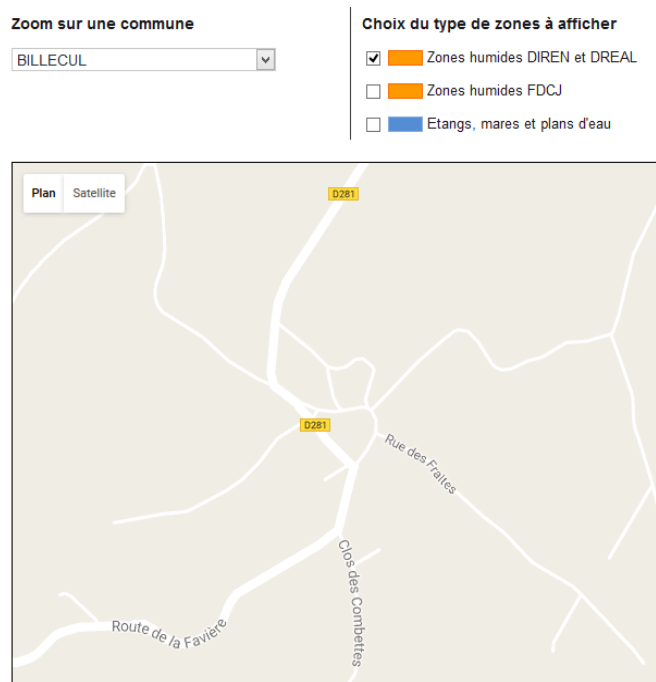 Zoom sur une commune
BILLECUL
Choix du type de zones à afficher
Zones humides DIREN et DREAL
Zones humides FDCJ
Etangs, mares et plans d'eau
Plan
Satellite
D281
D281
Rue des Fraites
Clos des Combettes
Route de la Favière